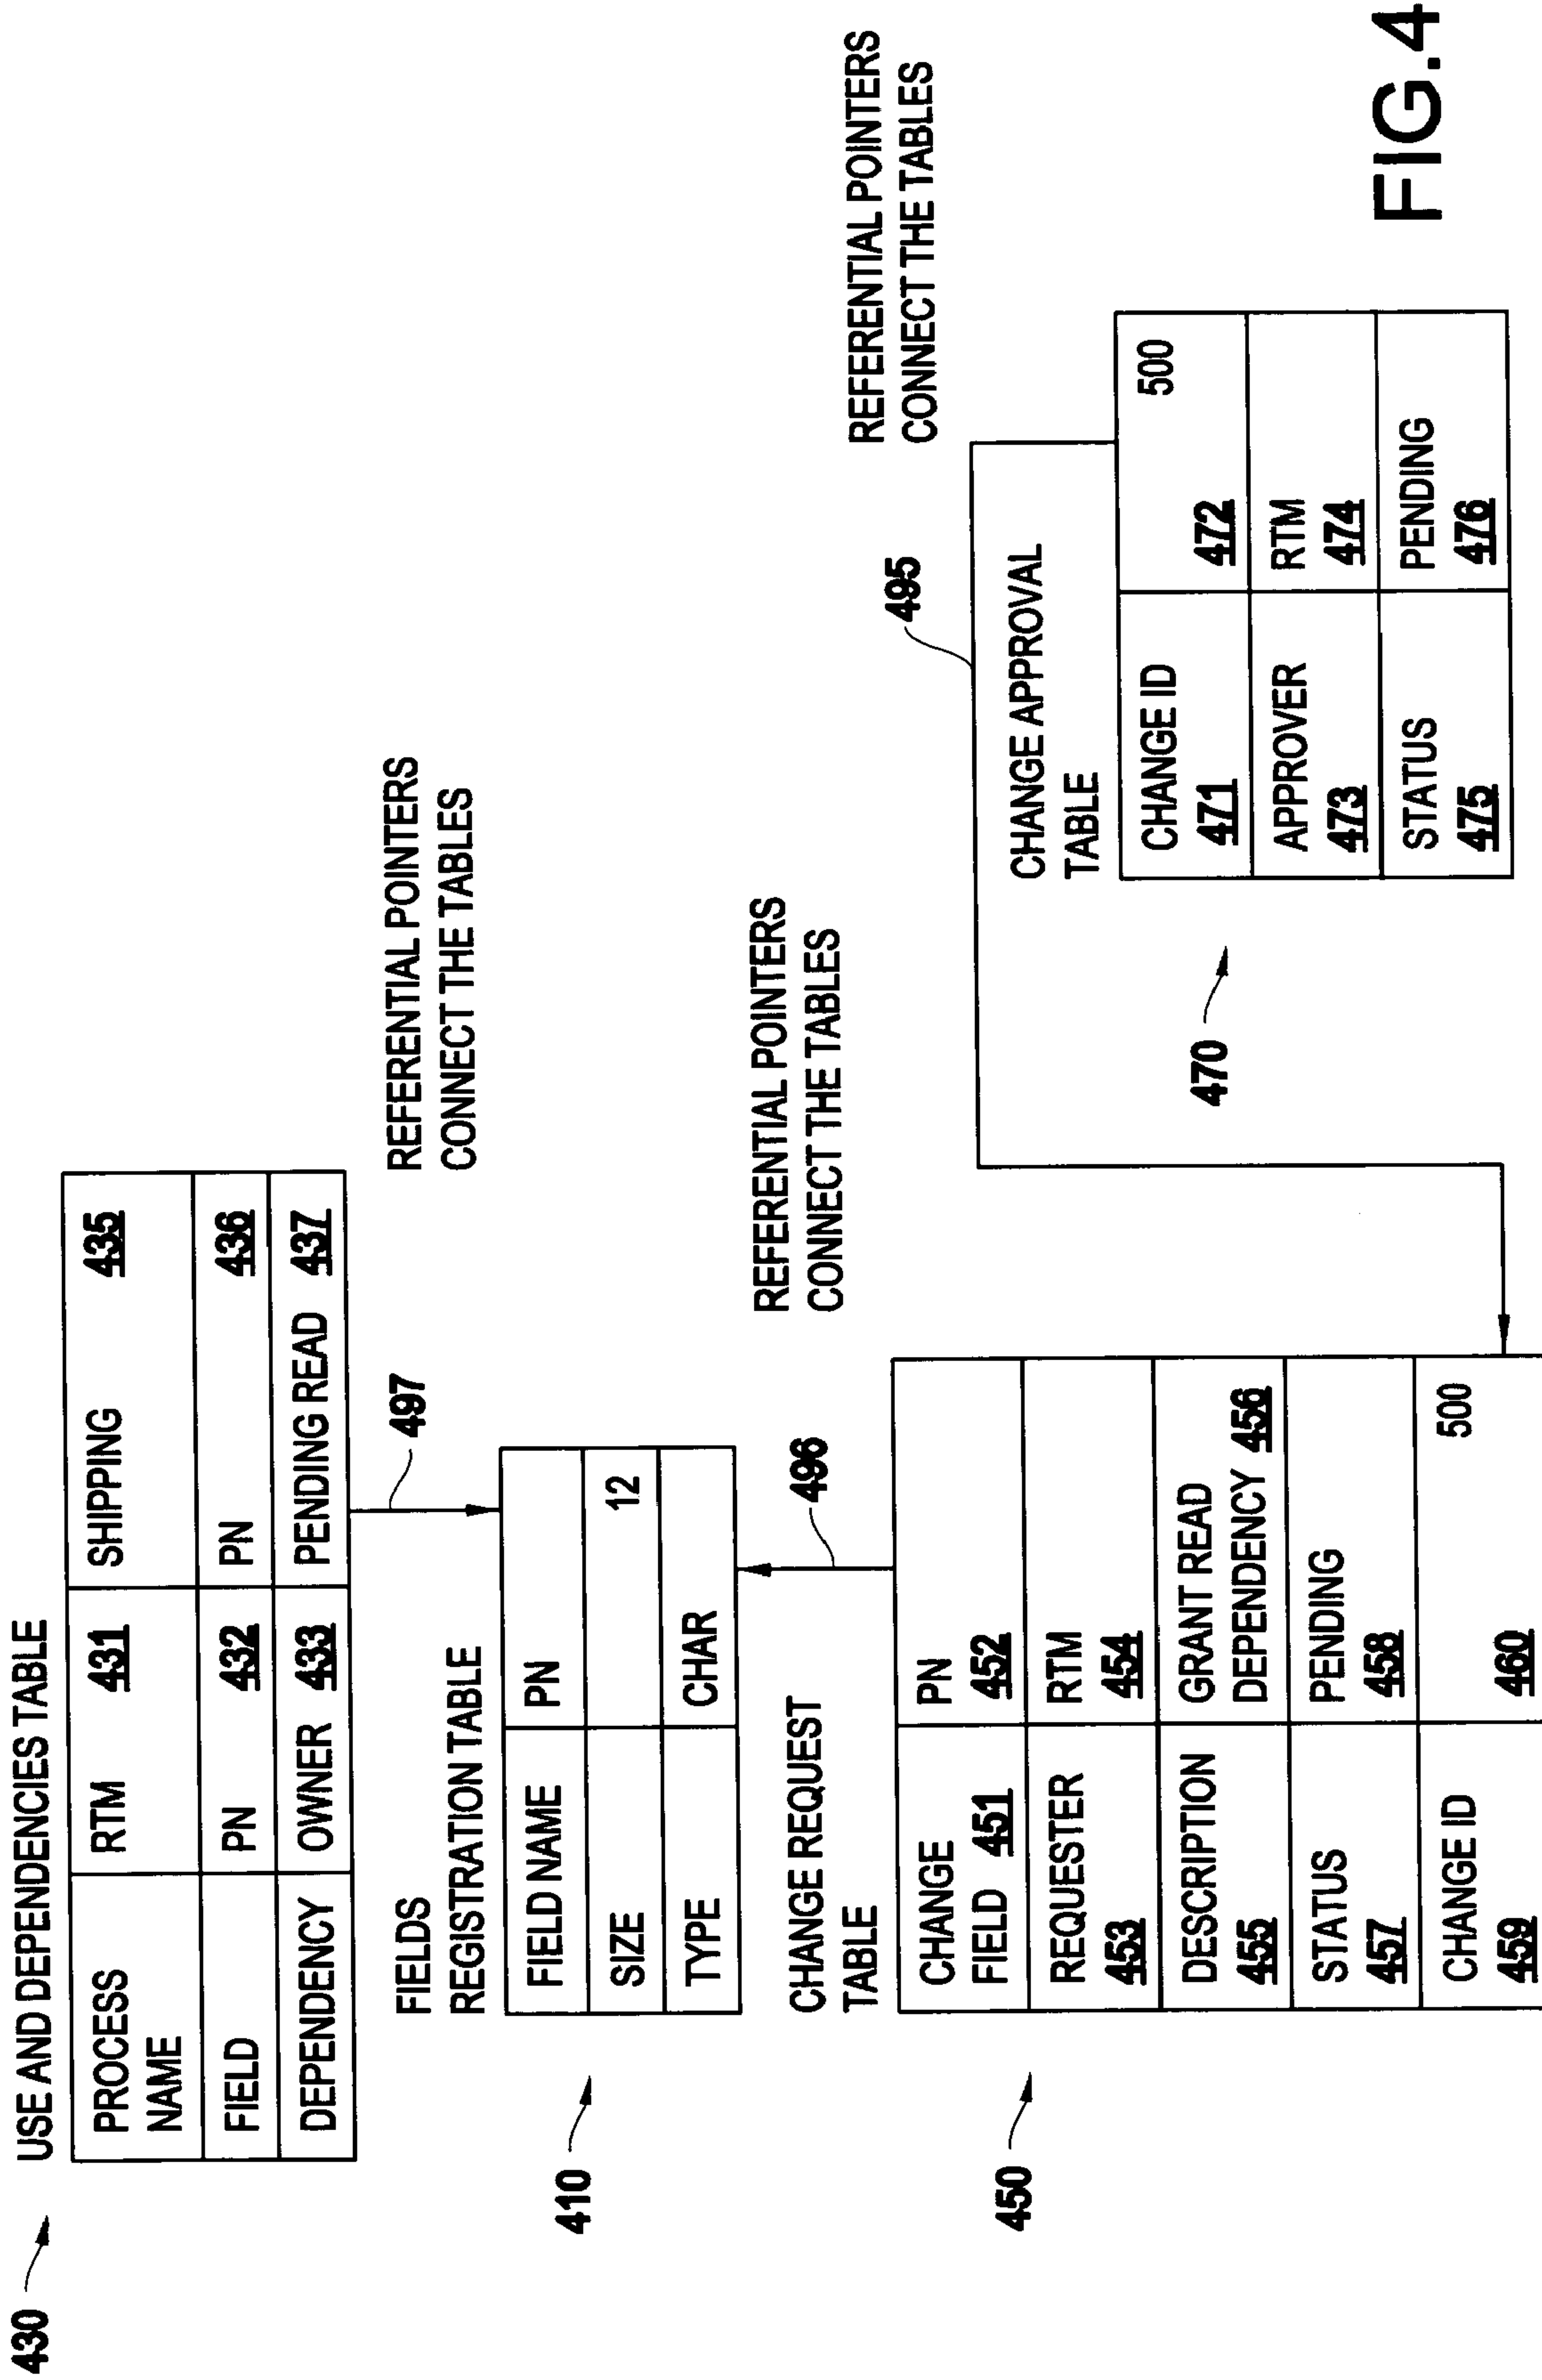 430
USE AND DEPENDENCIES TABLE
PROCESS
NAME
RTM
431
SHIPPING
435
FIELD
PN
432
PN
436
DEPENDENCY
OWNER 433
PENDING READ 437
497
REFERENTIAL POINTERS
CONNECT THE TABLES
410
FIELDS
REGISTRATION TABLE
FIELD NAME
PN
SIZE
12
TYPE
CHAR
496
REFERENTIAL POINTERS
CONNECT THE TABLES
450
CHANGE REQUEST
TABLE
CHANGE
FIELD 451
PN
452
REQUESTER
453
RTM
454
DESCRIPTION
455
GRANT READ
DEPENDENCY 456
STATUS
457
PENDING
458
CHANGE ID
459
500
460
495
REFERENTIAL POINTERS
CONNECT THE TABLES
470
CHANGE APPROVAL
TABLE
CHANGE ID
471
500
472
APPROVER
473
RTM
474
STATUS
475
PENDING
476
FIG.4